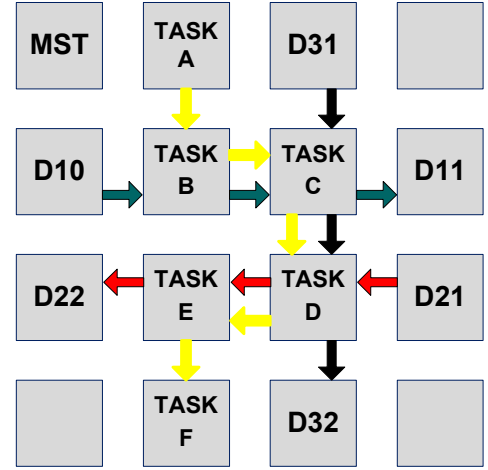 MST
TASK
A
D31
D10
TASK
B
TASK
C
D11
D22
TASK
E
TASK
D
D21
TASK
F
D32